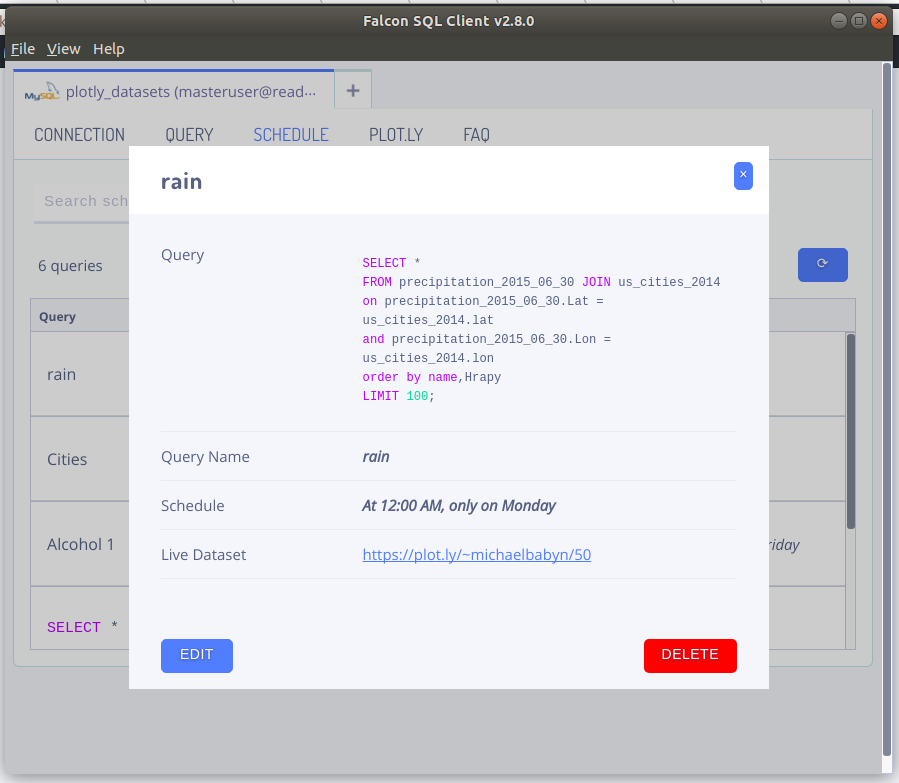 Falcon SQL Client v2.8.0
File View Help
MySQL plotly_datasets (masteruser@read... +
CONNECTION QUERY SCHEDULE PLOT.LY FAQ
rain
×
Search sch
Query
SELECT *
FROM precipitation_2015_06_30 JOIN us_cities_2014
on precipitation_2015_06_30.Lat =
us_cities_2014.lat
and precipitation_2015_06_30.Lon =
us_cities_2014.lon
order by name,Hrapy
LIMIT 100;
6 queries
Query
rain
Cities
Alcohol 1
riday
SELECT *
Query Name rain
Schedule At 12:00 AM, only on Monday
Live Dataset https://plot.ly/~michaelbabyn/50
EDIT DELETE